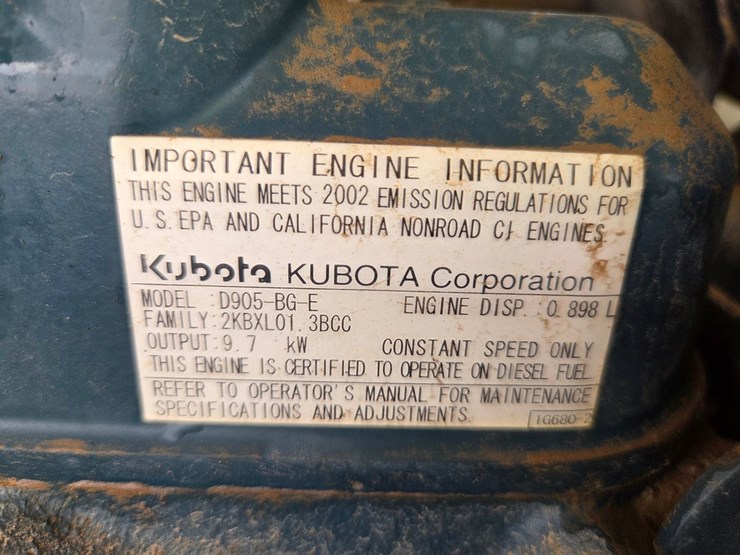 IMPORTANT ENGINE INFORMATION
THIS ENGINE MEETS 2002 EMISSION REGULATIONS FOR
U.S. EPA AND CALIFORNIA NONROAD CI ENGINES.
Kubota KUBOTA Corporation
MODEL :D905-BG-E ENGINE DISP. :0.898 L
FAMILY:2KBXL01.3BCC
OUTPUT:9.7 kW CONSTANT SPEED ONLY
THIS ENGINE IS CERTIFIED TO OPERATE ON DIESEL FUEL
REFER TO OPERATOR'S MANUAL FOR MAINTENANCE
SPECIFICATIONS AND ADJUSTMENTS. 1G680-2